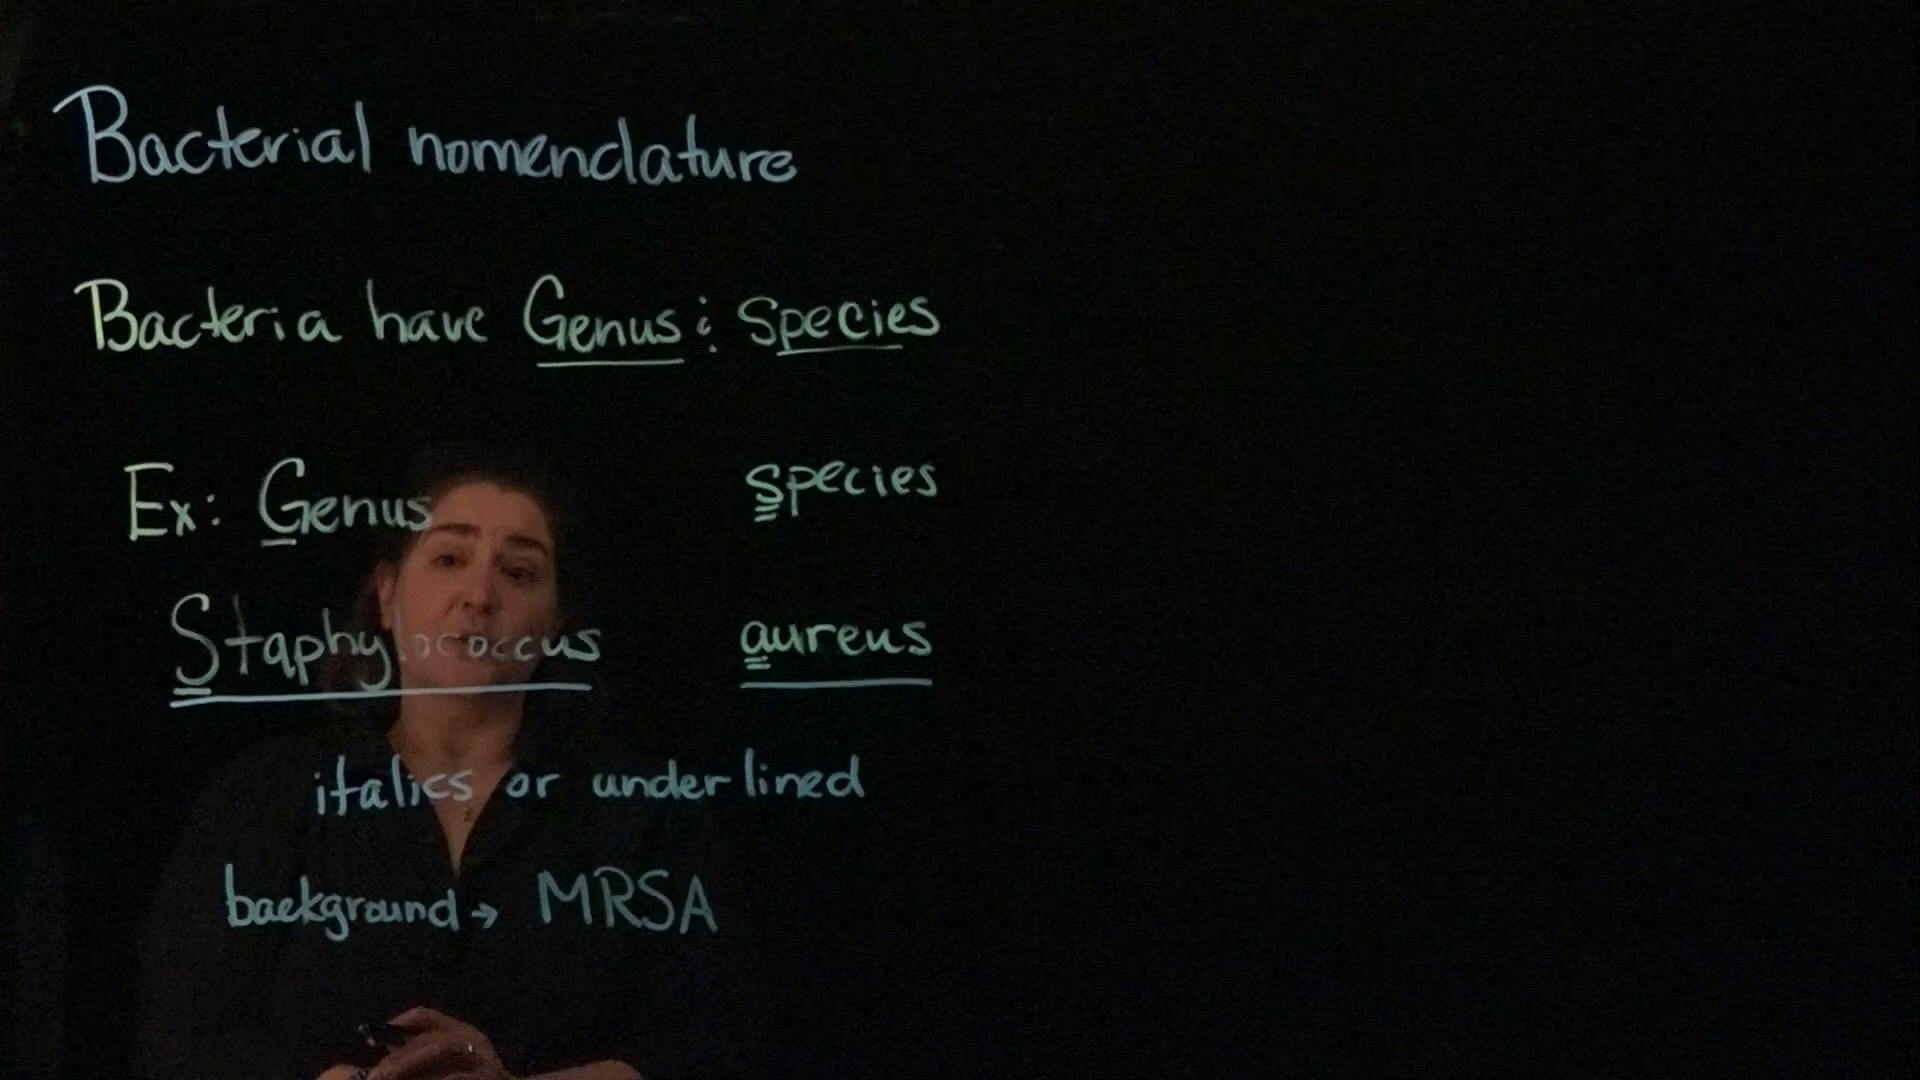 Bacterial nomenclature
Bacteria have Genus & species
Ex: Genus species
Staphylococcus aureus
italics or underlined
background → MRSA